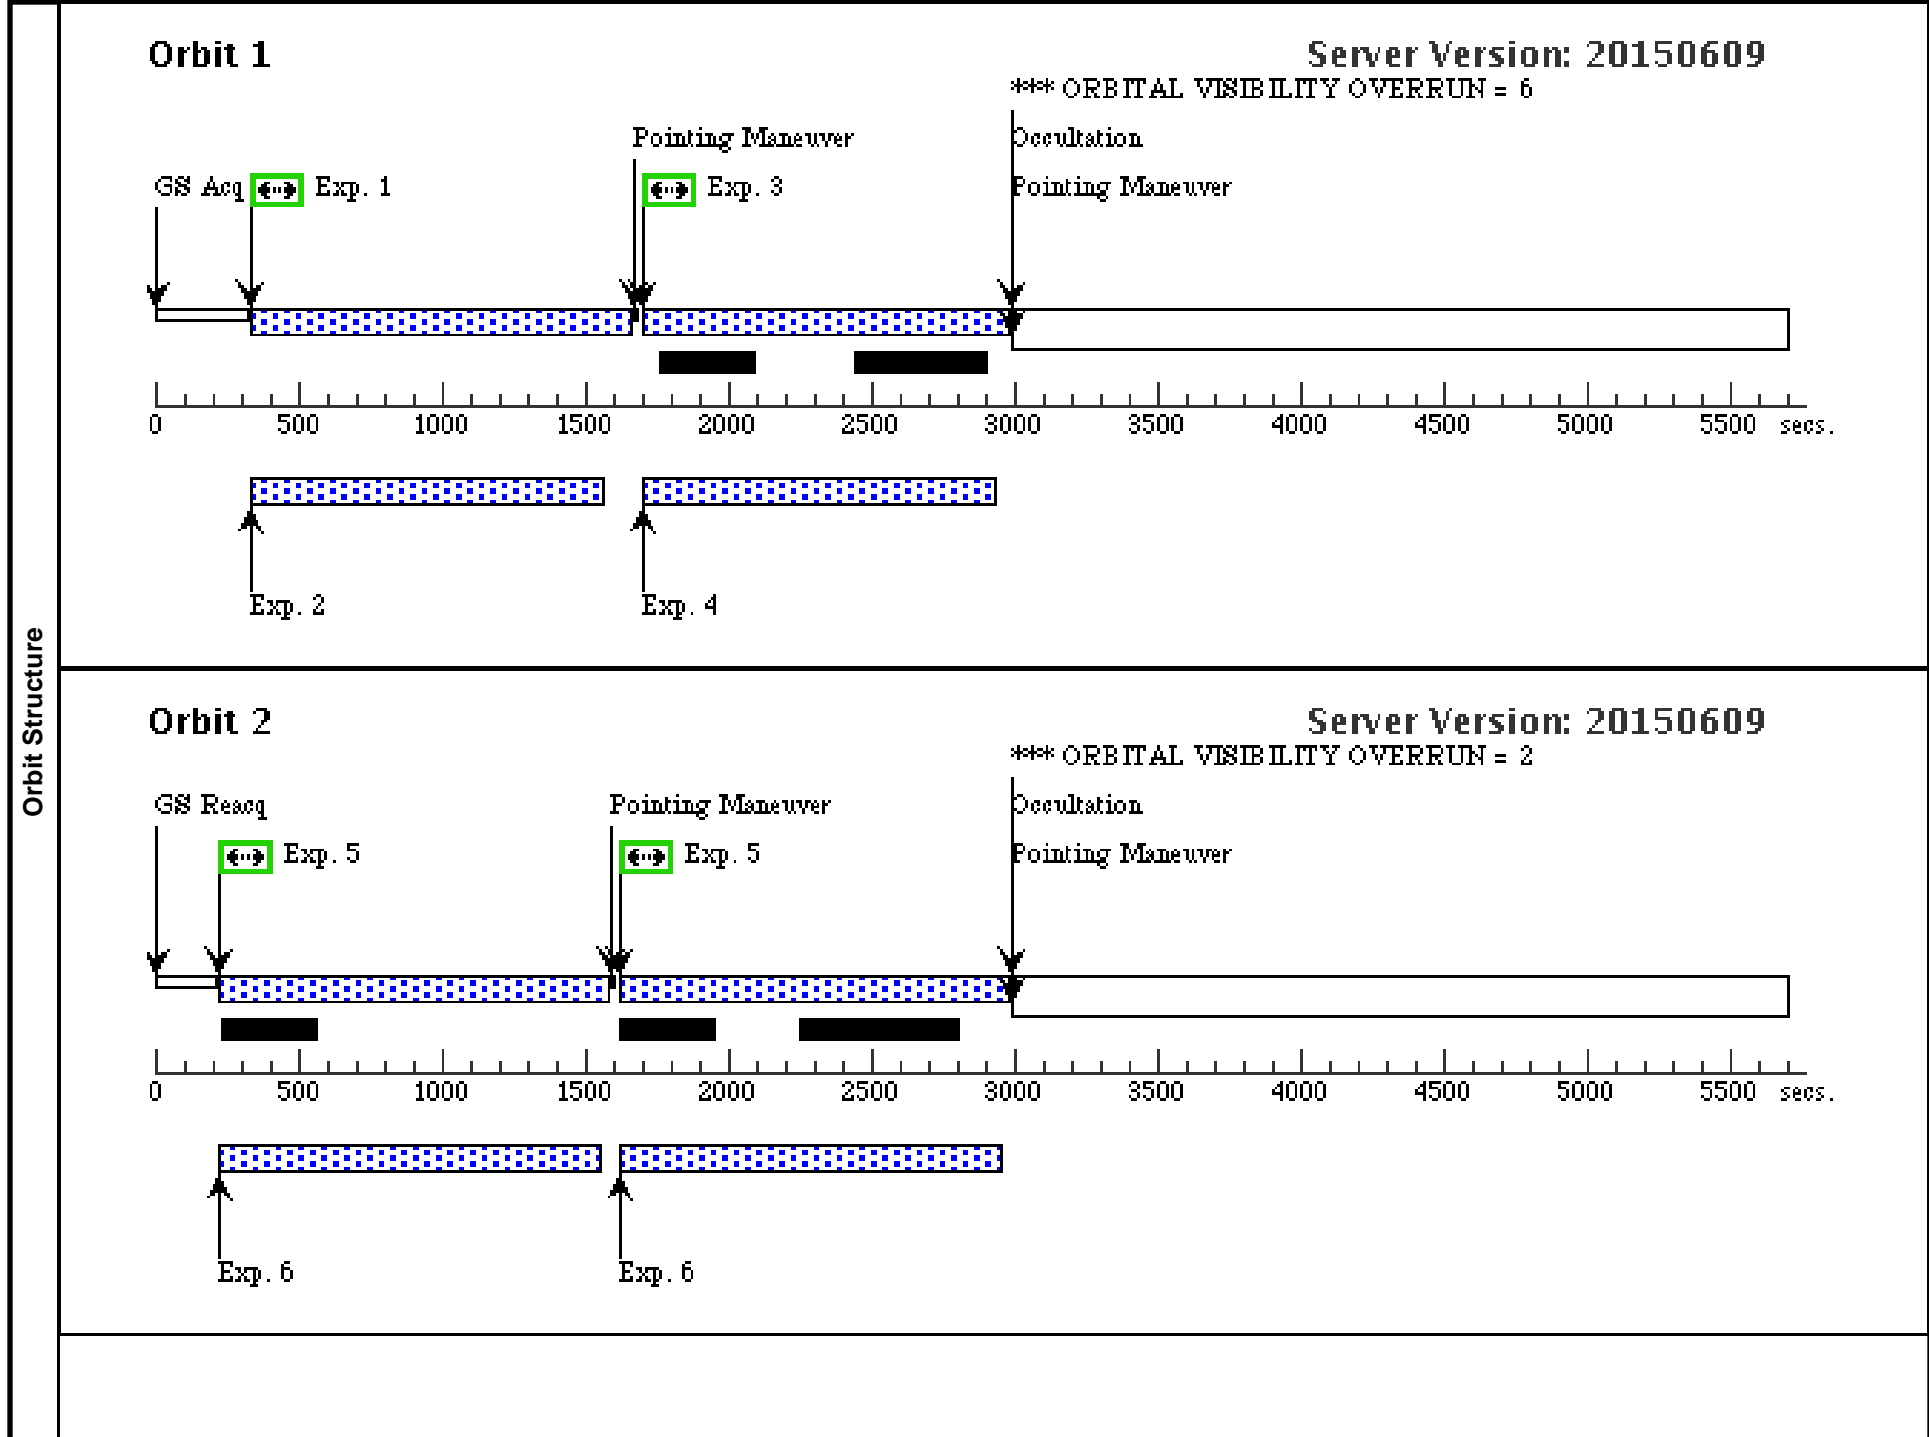 Orbit Structure
Orbit 1
Server Version: 20150609
*** ORBITAL VISIBILITY OVERRUN = 6
Pointing Maneuver
Occultation
GS Acq
Exp. 1
Exp. 3
Pointing Maneuver
0 500 1000 1500 2000 2500 3000 3500 4000 4500 5000 5500 secs.
Exp. 2
Exp. 4
Orbit 2
Server Version: 20150609
*** ORBITAL VISIBILITY OVERRUN = 2
GS Reacq
Pointing Maneuver
Occultation
Exp. 5
Exp. 5
Pointing Maneuver
0 500 1000 1500 2000 2500 3000 3500 4000 4500 5000 5500 secs.
Exp. 6
Exp. 6